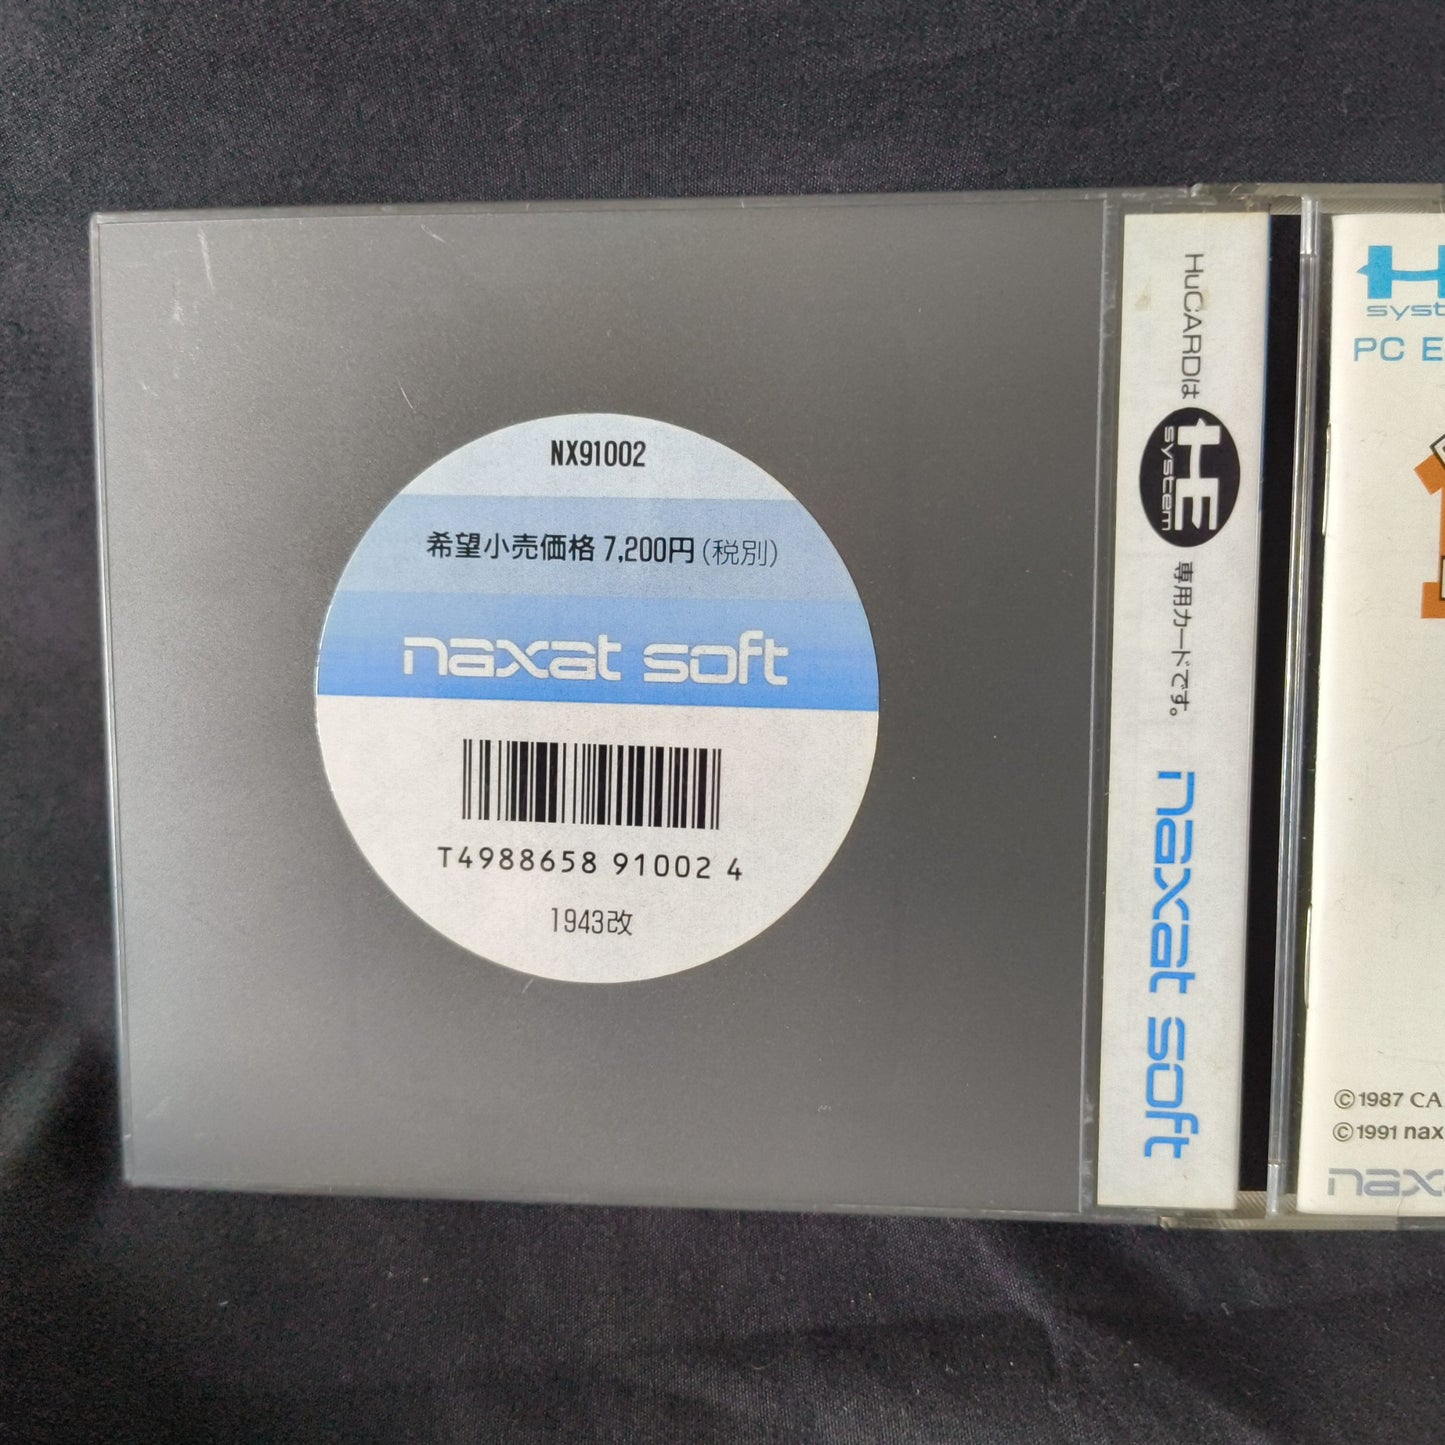 NX91002
希望小売価格 7,200円(税別)
naxat soft
T4988658 91002 4
1943改
HuCARDは HE system 専用カードです。 naxat soft
syst
PC E
©1987 CA
©1991 nax
nax